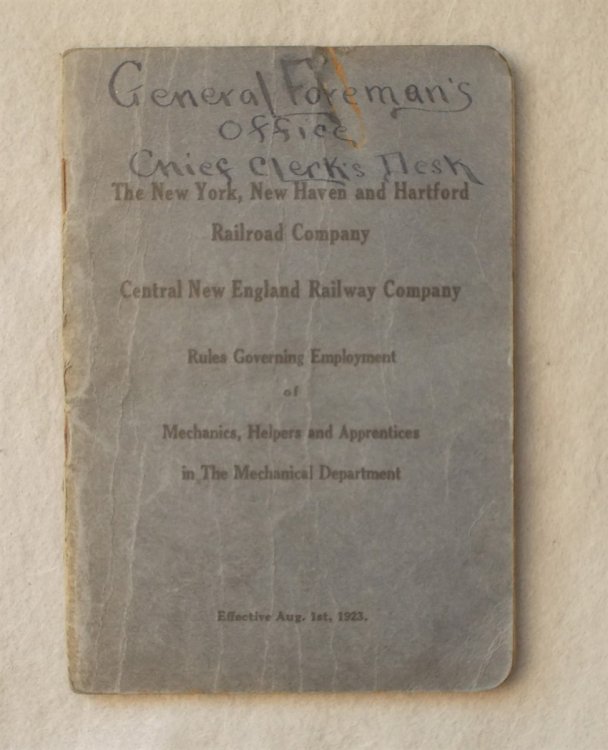 General Foreman's
Office
Chief Clerk's Desk
The New York, New Haven and Hartford
Railroad Company
Central New England Railway Company
Rules Governing Employment
of
Mechanics, Helpers and Apprentices
in The Mechanical Department
Effective Aug. 1st, 1923.